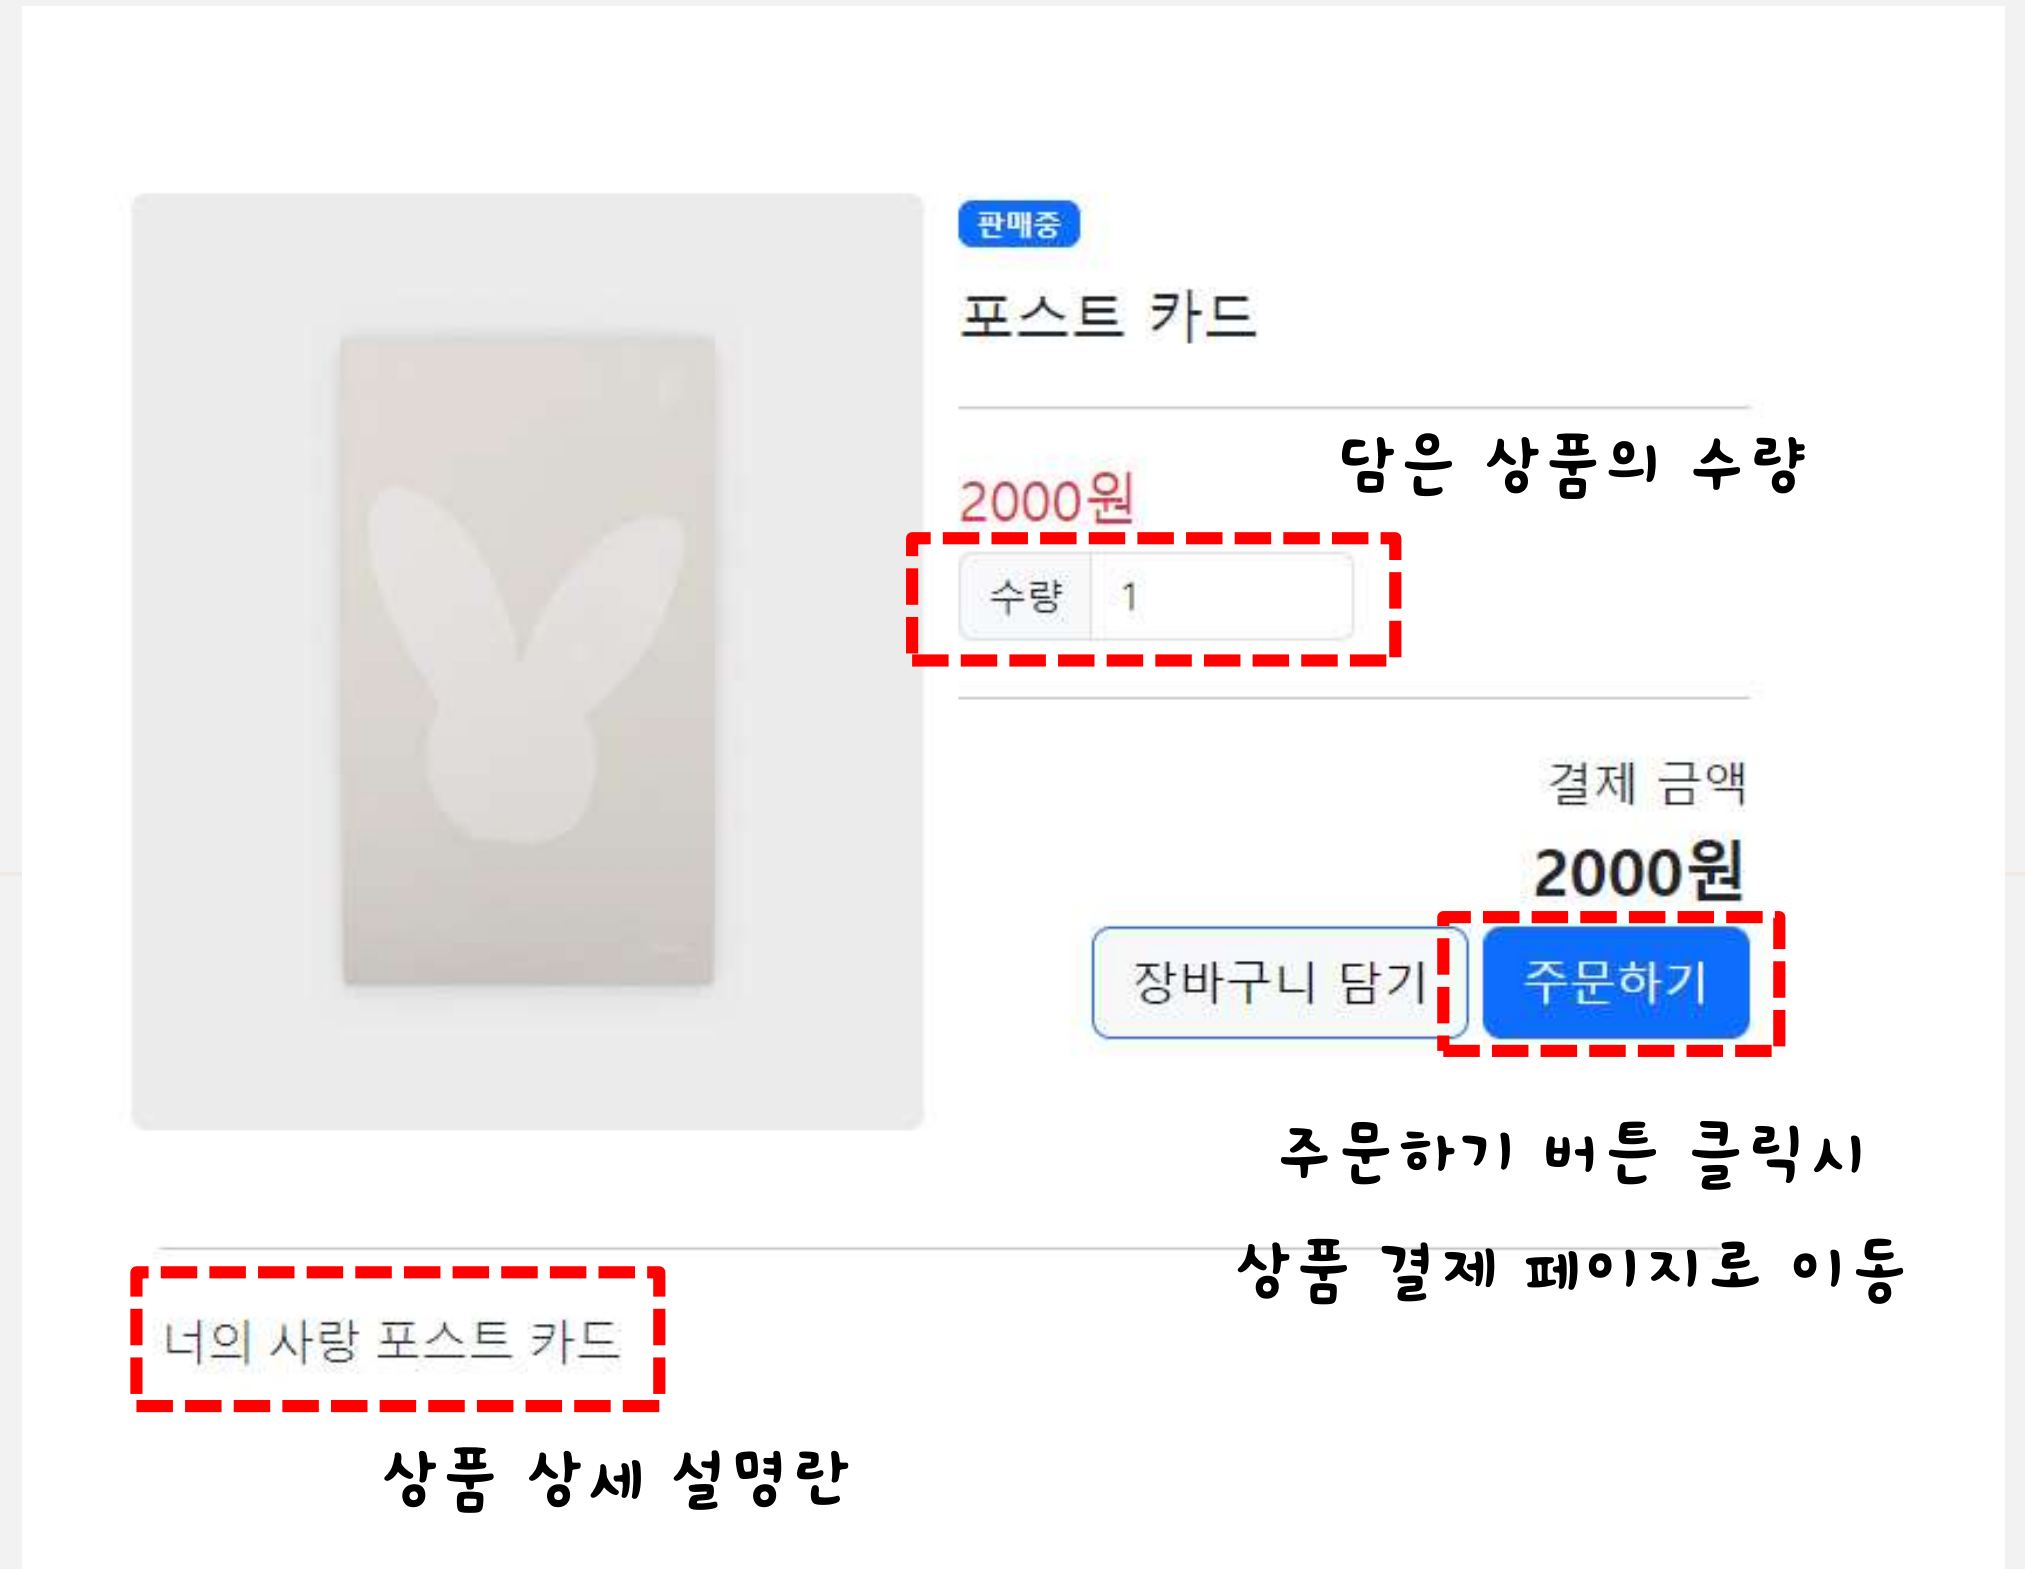 판매중
포스트 카드
담은 상품의 수량
2000원
수량 1
결제 금액
2000원
장바구니 담기 주문하기
주문하기 버튼 클릭시
상품 결제 페이지로 이동
너의 사랑 포스트 카드
상품 상세 설명란